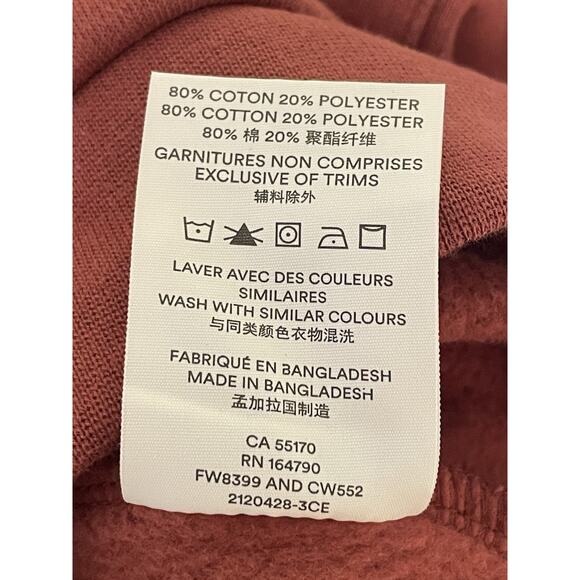 80% COTON 20% POLYESTER
80% COTTON 20% POLYESTER
80% 棉 20% 聚酯纤维
GARNITURES NON COMPRISES
EXCLUSIVE OF TRIMS
辅料除外
LAVER AVEC DES COULEURS
SIMILAIRES
WASH WITH SIMILAR COLOURS
与同类颜色衣物混洗
FABRIQUÉ EN BANGLADESH
MADE IN BANGLADESH
孟加拉国制造
CA 55170
RN 164790
FW8399 AND CW552
2120428-3CE